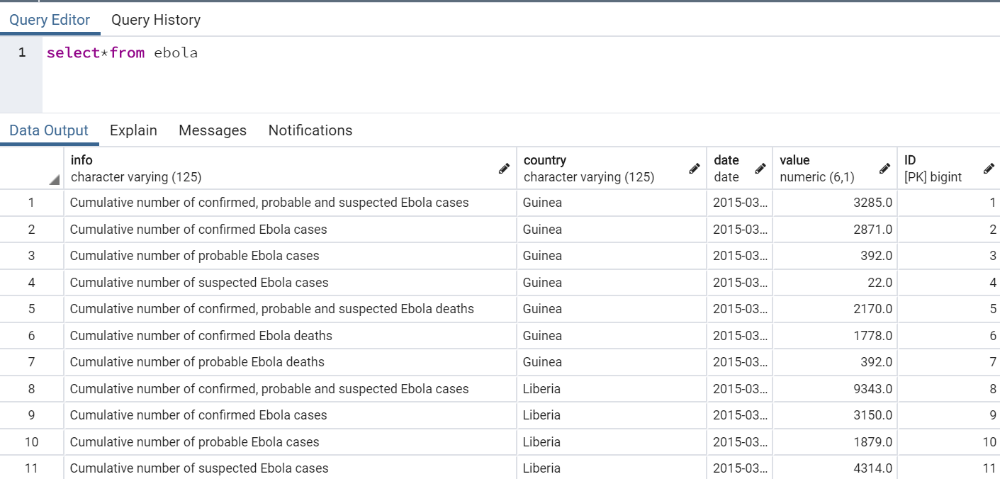 Query Editor Query History
1 select*from ebola
Data Output Explain Messages Notifications
info country date value ID
character varying (125) character varying (125) date numeric (6,1) [PK] bigint
1 Cumulative number of confirmed, probable and suspected Ebola cases Guinea 2015-03... 3285.0 1
2 Cumulative number of confirmed Ebola cases Guinea 2015-03... 2871.0 2
3 Cumulative number of probable Ebola cases Guinea 2015-03... 392.0 3
4 Cumulative number of suspected Ebola cases Guinea 2015-03... 22.0 4
5 Cumulative number of confirmed, probable and suspected Ebola deaths Guinea 2015-03... 2170.0 5
6 Cumulative number of confirmed Ebola deaths Guinea 2015-03... 1778.0 6
7 Cumulative number of probable Ebola deaths Guinea 2015-03... 392.0 7
8 Cumulative number of confirmed, probable and suspected Ebola cases Liberia 2015-03... 9343.0 8
9 Cumulative number of confirmed Ebola cases Liberia 2015-03... 3150.0 9
10 Cumulative number of probable Ebola cases Liberia 2015-03... 1879.0 10
11 Cumulative number of suspected Ebola cases Liberia 2015-03... 4314.0 11